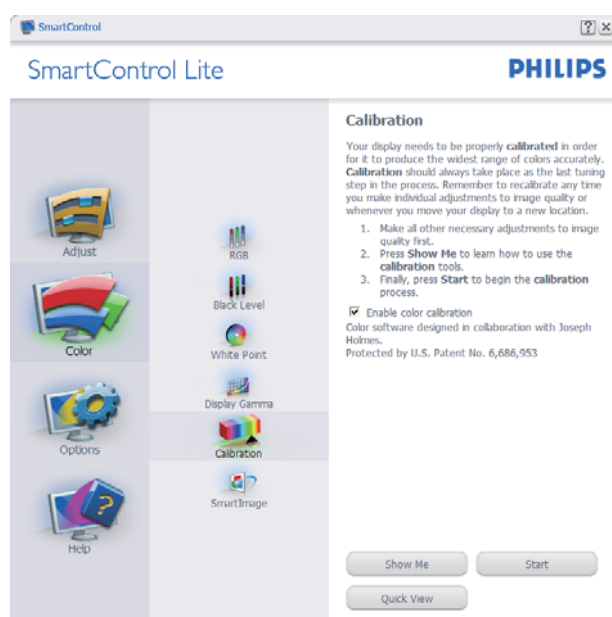 SmartControl
SmartControl Lite
PHILIPS
Adjust
Color
Options
Help
RGB
Black Level
White Point
Display Gamma
Calibration
SmartImage
Calibration
Your display needs to be properly calibrated in order
for it to produce the widest range of colors accurately.
Calibration should always take place as the last tuning
step in the process. Remember to recalibrate any time
you make individual adjustments to image quality or
whenever you move your display to a new location.
1. Make all other necessary adjustments to image
quality first.
2. Press Show Me to learn how to use the
calibration tools.
3. Finally, press Start to begin the calibration
process.
Enable color calbration
Color software designed in collaboration with Joseph
Holmes.
Protected by U.S. Patent No. 6,686,953
Show Me
Start
Quick View